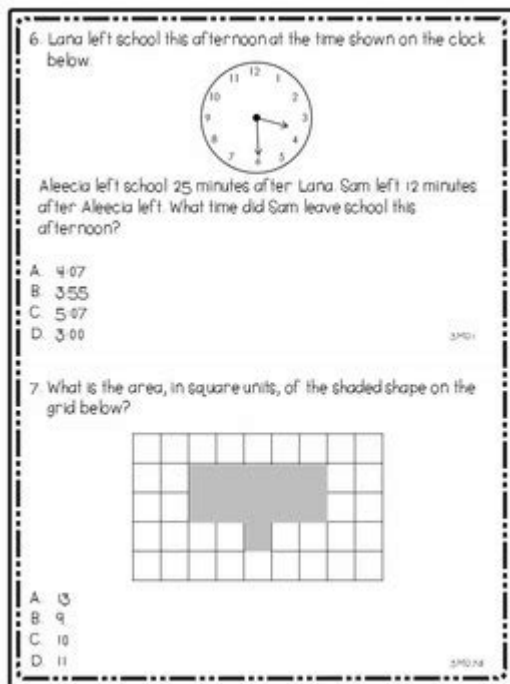 6. Lana left school this afternoon at the time shown on the clock
below.
12
11 1
10 2
9 3
8 4
7 5
6
Aleecia left school 25 minutes after Lana. Sam left 12 minutes
after Aleecia left. What time did Sam leave school this
afternoon?
A. 4:07
B. 3:55
C. 5:07
D. 3:00
3.MD.1
7. What is the area, in square units, of the shaded shape on the
grid below?
A. 13
B. 9
C. 10
D. 11